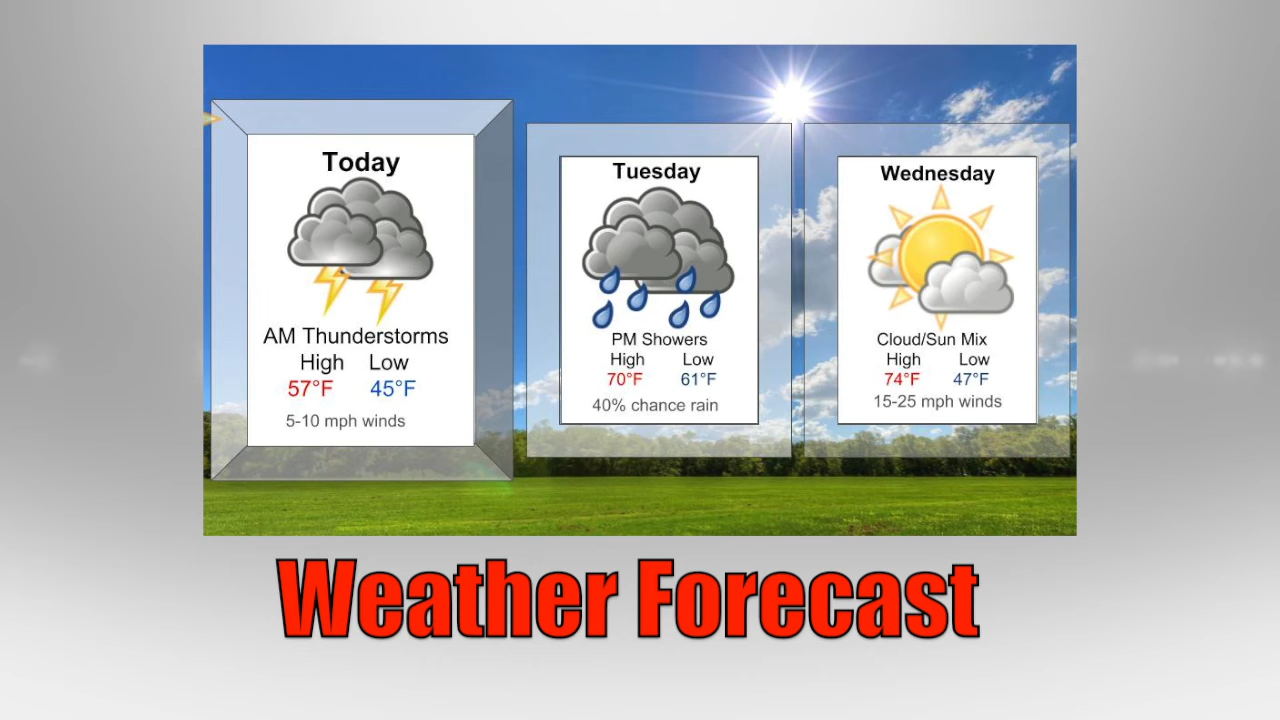 Today
AM Thunderstorms
High Low
57°F 45°F
5-10 mph winds
Tuesday
PM Showers
High Low
70°F 61°F
40% chance rain
Wednesday
Cloud/Sun Mix
High Low
74°F 47°F
15-25 mph winds
Weather Forecast